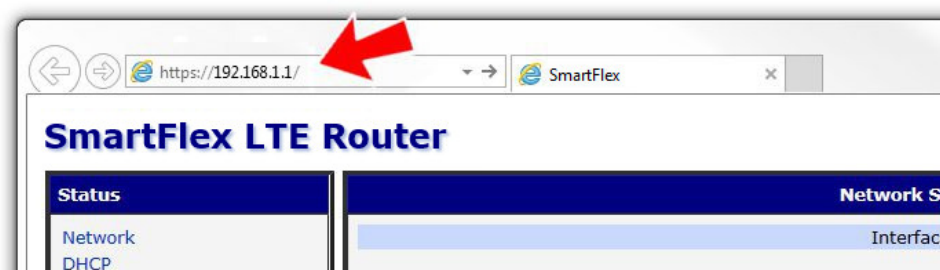 https://192.168.1.1/
SmartFlex
SmartFlex LTE Router
Status
Network S
Network
Interfac
DHCP